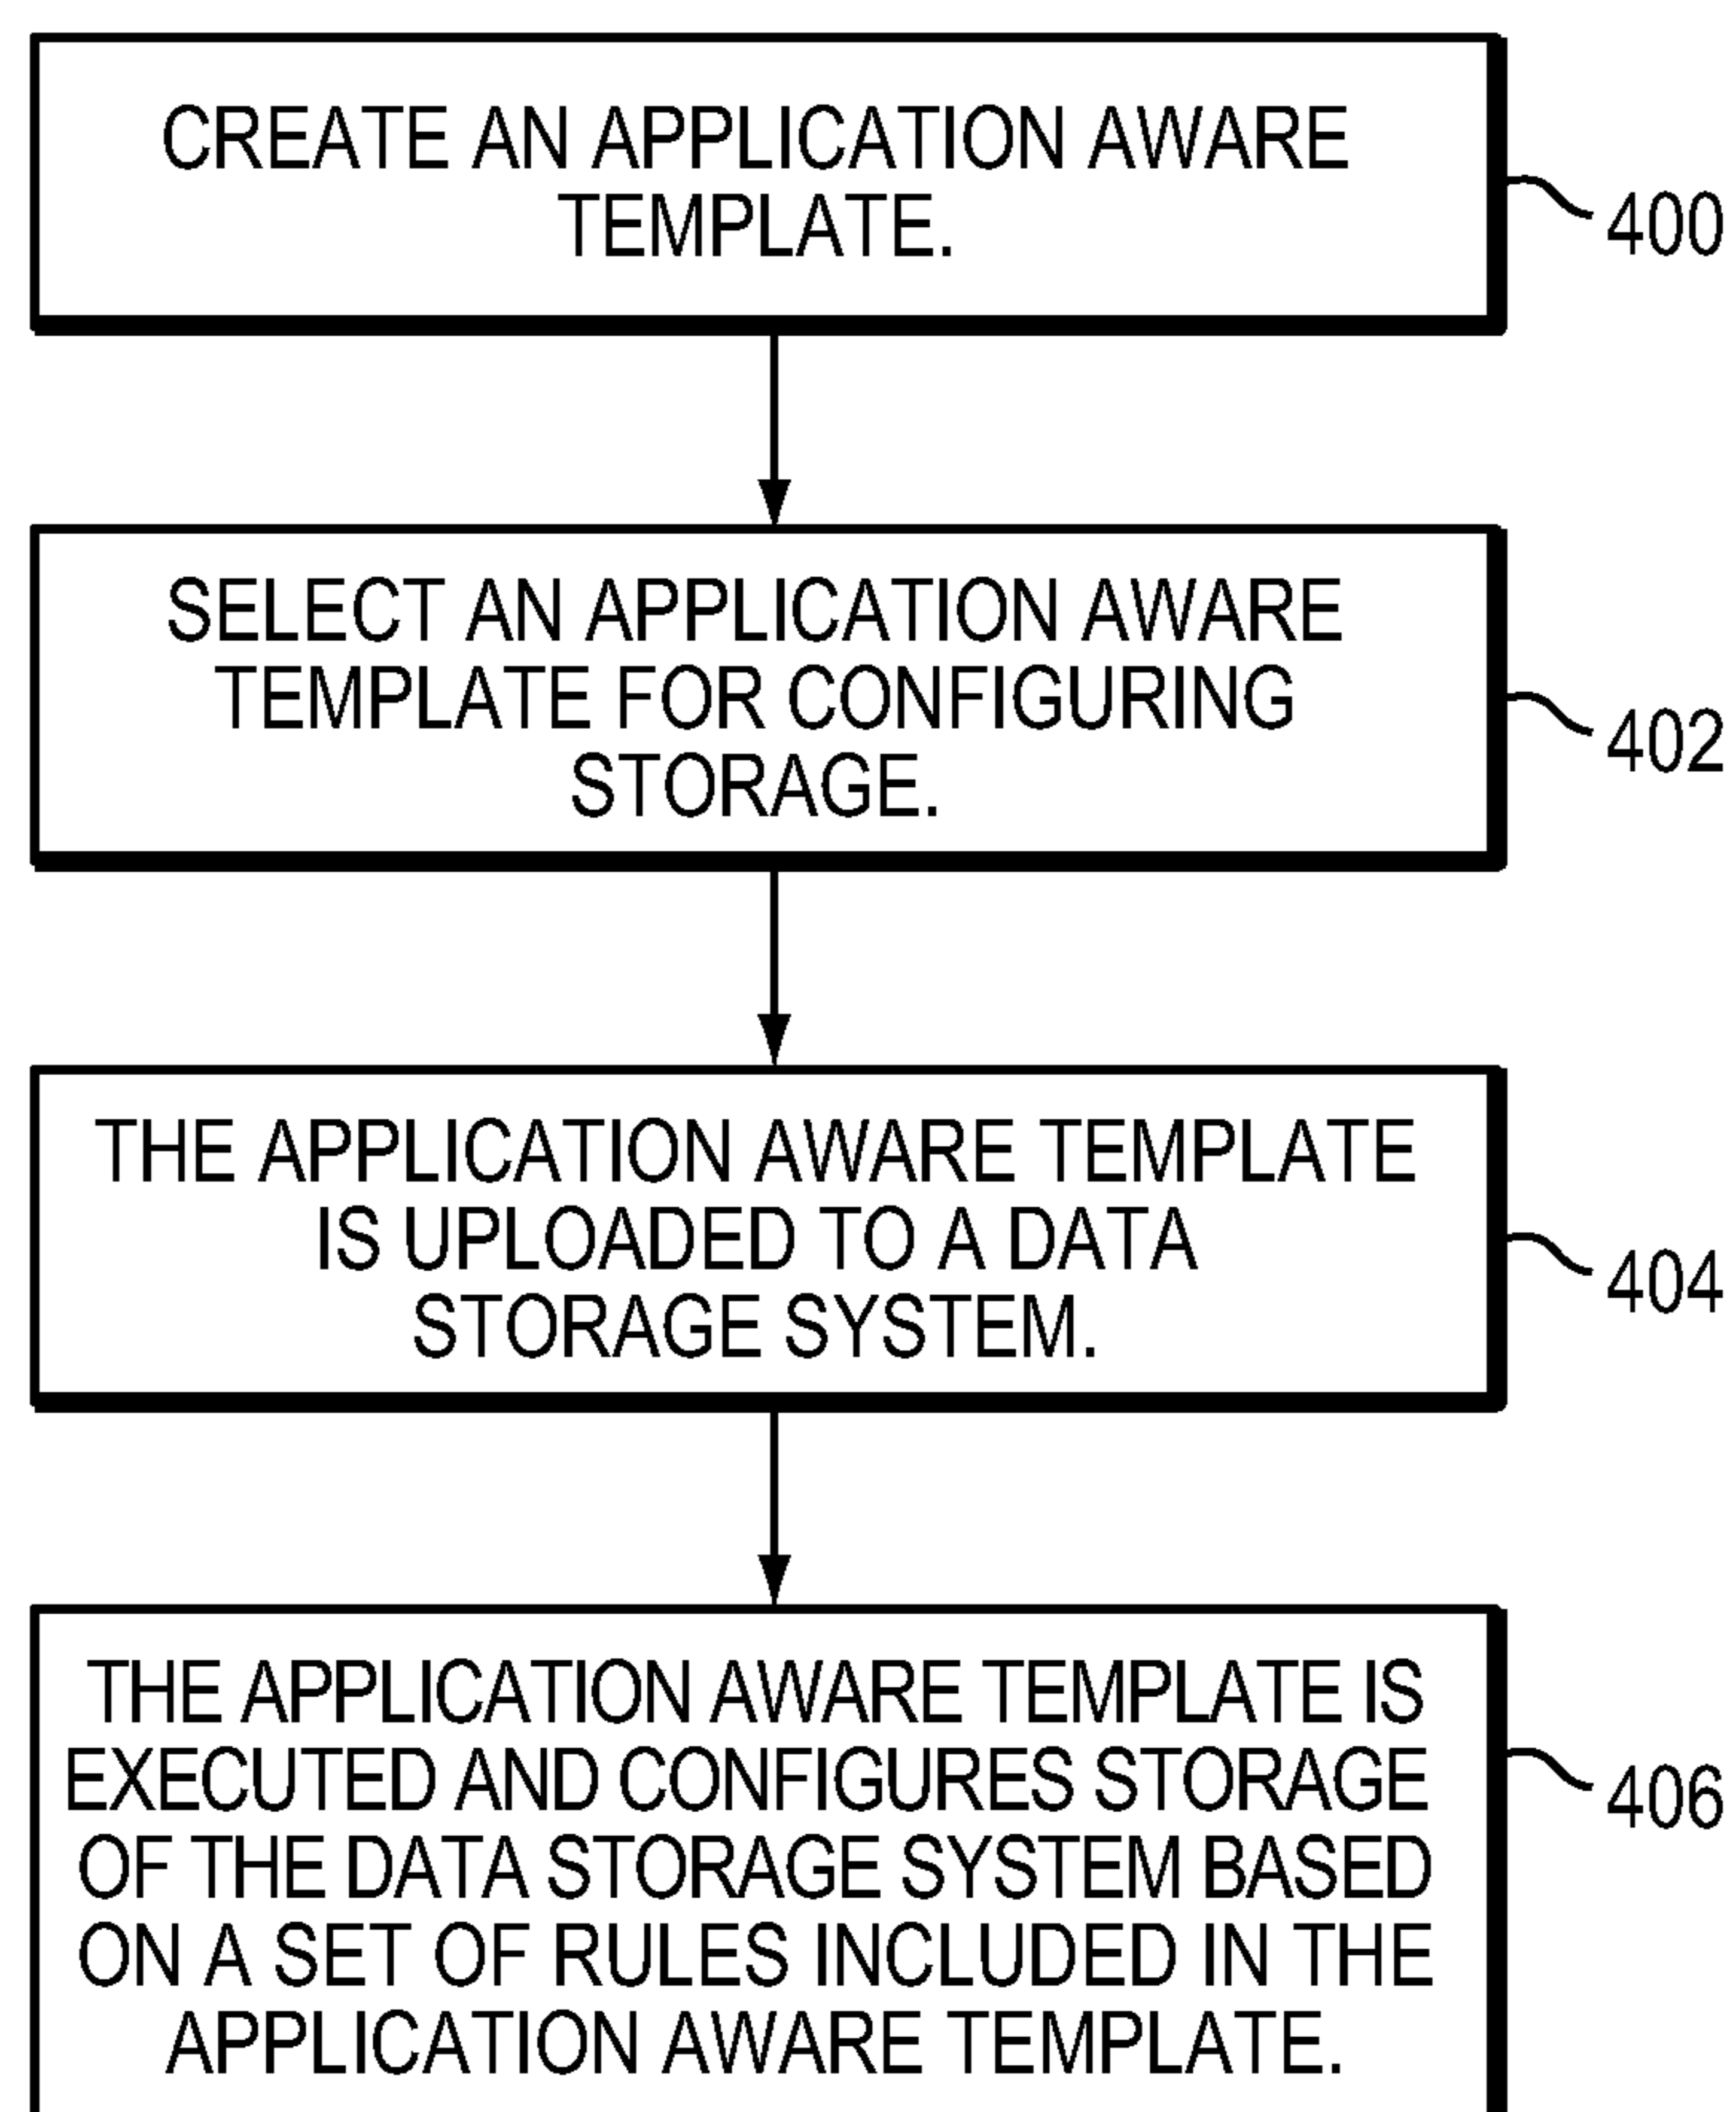 CREATE AN APPLICATION AWARE
TEMPLATE.
400
SELECT AN APPLICATION AWARE
TEMPLATE FOR CONFIGURING
STORAGE.
402
THE APPLICATION AWARE TEMPLATE
IS UPLOADED TO A DATA
STORAGE SYSTEM.
404
THE APPLICATION AWARE TEMPLATE IS
EXECUTED AND CONFIGURES STORAGE
OF THE DATA STORAGE SYSTEM BASED
ON A SET OF RULES INCLUDED IN THE
APPLICATION AWARE TEMPLATE.
406